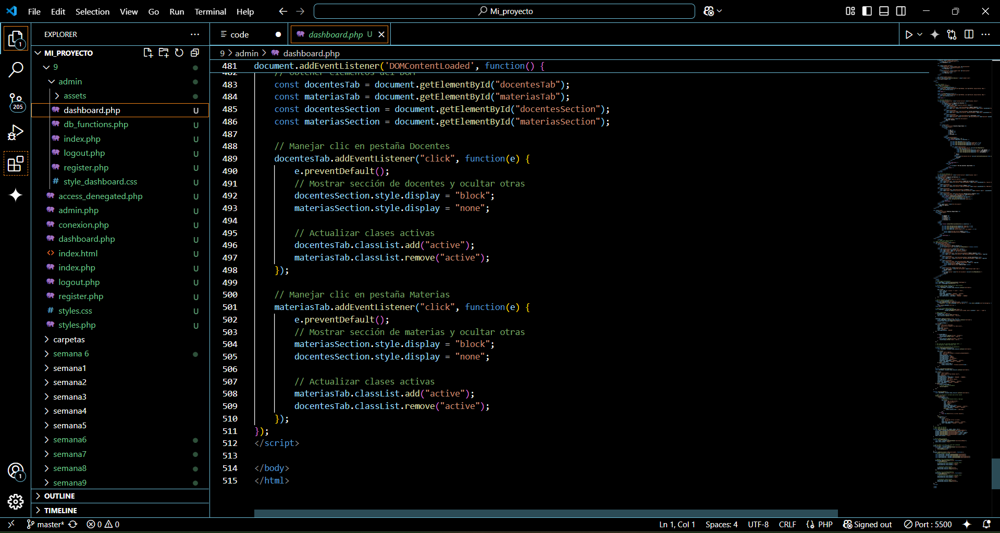 File Edit Selection View Go Run Terminal Help
Mi_proyecto
EXPLORER
code
dashboard.php U
1
MI_PROYECTO
9 > admin > dashboard.php
9
admin
assets
dashboard.php U
db_functions.php U
index.php U
logout.php U
register.php U
style_dashboard.css U
access_denegated.php U
admin.php U
conexion.php U
dashboard.php U
index.html U
index.php U
logout.php U
register.php U
styles.css U
styles.php U
carpetas
semana 6
semana1
semana2
semana3
semana4
semana5
semana6
semana7
semana8
semana9
OUTLINE
TIMELINE
205
1
481 document.addEventListener('DOMContentLoaded', function() {
482 // Obtener elementos del DOM
483 const docentesTab = document.getElementById("docentesTab");
484 const materiasTab = document.getElementById("materiasTab");
485 const docentesSection = document.getElementById("docentesSection");
486 const materiasSection = document.getElementById("materiasSection");
487
488 // Manejar clic en pestaña Docentes
489 docentesTab.addEventListener("click", function(e) {
490 e.preventDefault();
491 // Mostrar sección de docentes y ocultar otras
492 docentesSection.style.display = "block";
493 materiasSection.style.display = "none";
494
495 // Actualizar clases activas
496 docentesTab.classList.add("active");
497 materiasTab.classList.remove("active");
498 });
499
500 // Manejar clic en pestaña Materias
501 materiasTab.addEventListener("click", function(e) {
502 e.preventDefault();
503 // Mostrar sección de materias y ocultar otras
504 materiasSection.style.display = "block";
505 docentesSection.style.display = "none";
506
507 // Actualizar clases activas
508 materiasTab.classList.add("active");
509 docentesTab.classList.remove("active");
510 });
511 });
512 </script>
513
514 </body>
515 </html>
master* 0 0 Ln 1, Col 1 Spaces: 4 UTF-8 CRLF {} PHP Signed out Port : 5500